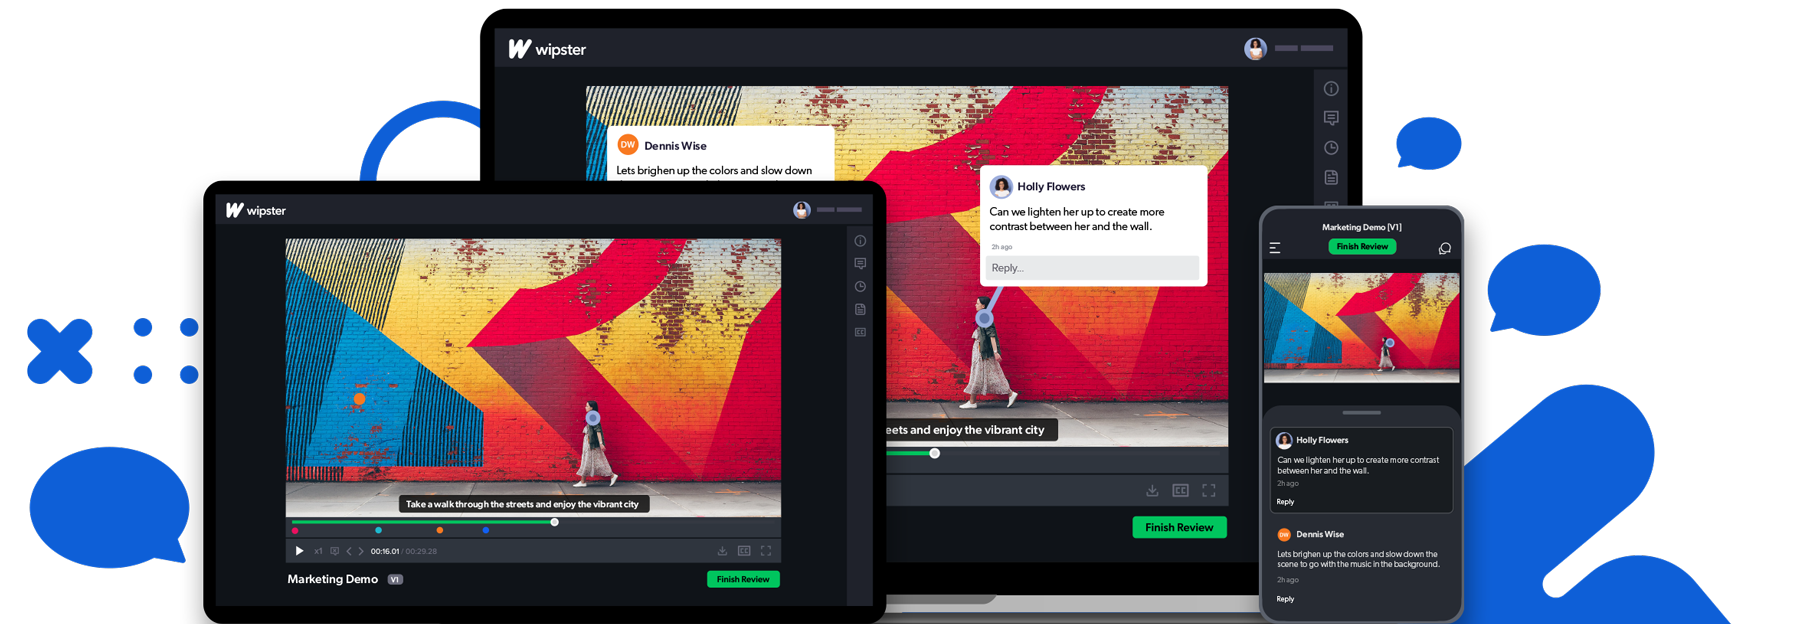 wipster
DW
Dennis Wise
Lets brighen up the colors and slow down
Holly Flowers
Can we lighten her up to create more
contrast between her and the wall.
2h ago
Reply...
eets and enjoy the vibrant city
CC
Finish Review
wipster
CC
Take a walk through the streets and enjoy the vibrant city
x1
00:16.01 / 00:29.28
CC
Marketing Demo V1
Finish Review
Marketing Demo [V1]
Finish Review
Holly Flowers
Can we lighten her up to create more contrast
between her and the wall.
2h ago
Reply
DW
Dennis Wise
Lets brighen up the colors and slow down the
scene to go with the music in the background.
2h ago
Reply